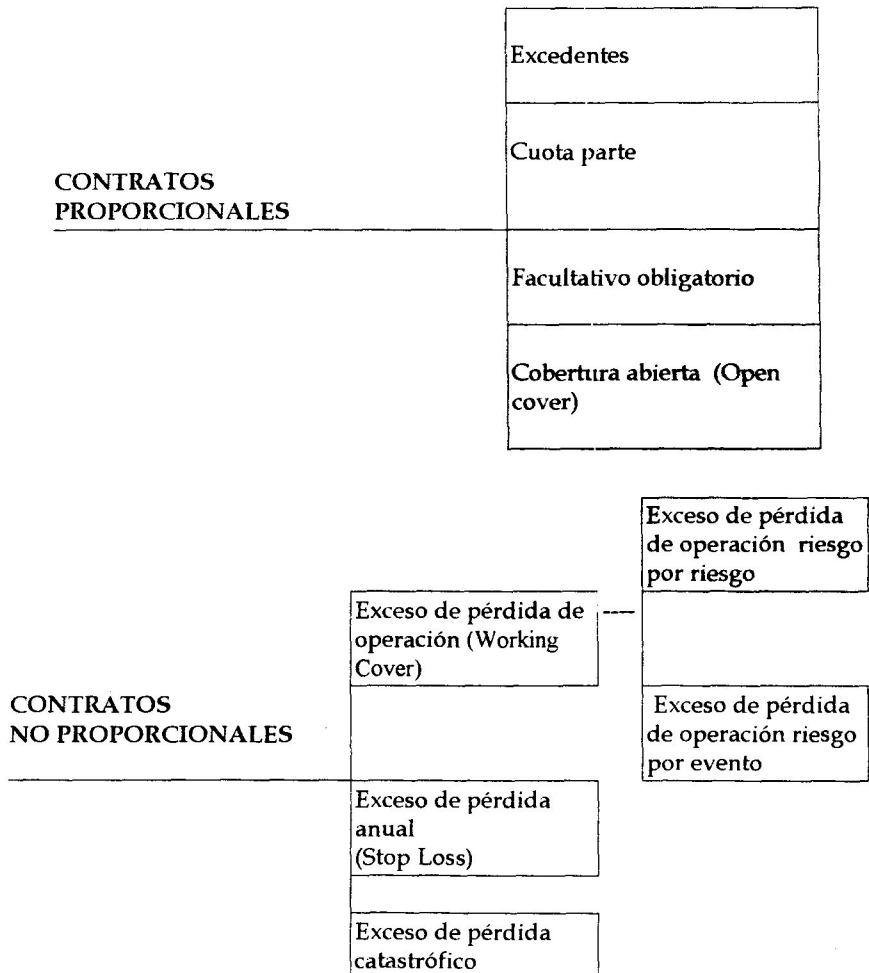 Excedentes
Cuota parte
CONTRATOS
PROPORCIONALES
Facultativo obligatorio
Cobertura abierta (Open
cover)
Exceso de pérdida
de operación riesgo
por riesgo
Exceso de pérdida de
operación (Working
Cover)
CONTRATOS
NO PROPORCIONALES
Exceso de pérdida
de operación riesgo
por evento
Exceso de pérdida
anual
(Stop Loss)
Exceso de pérdida
catastrófico